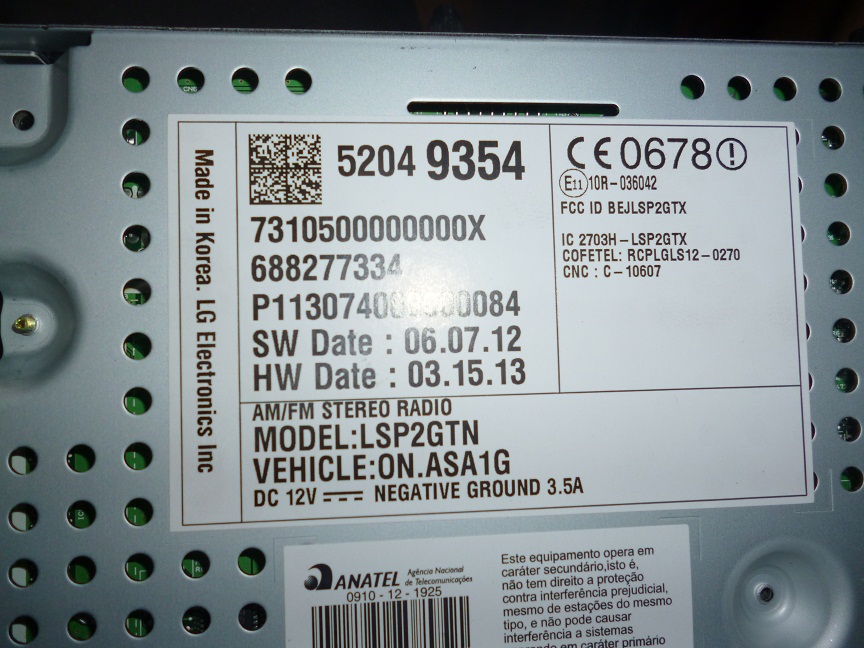 Made in Korea. LG Electronics Inc
5204 9354
7310500000000X
688277334
SW Date : 06.07.12
HW Date : 03.15.13
CE0678
E11 10R-036042
FCC ID BEJLSP2GTX
IC 2703H-LSP2GTX
COFETEL: RCPLGLS12-0270
CNC : C-10607
AM/FM STEREO RADIO
MODEL:LSP2GTN
VEHICLE:ON.ASA1G
DC 12V NEGATIVE GROUND 3.5A
ANATEL Agência Nacional
de Telecomunicações
0910-12-1925
Este equipamento opera em
caráter secundário,isto é,
não tem direito a proteção
contra interferência prejudicial,
mesmo de estações do mesmo
tipo, e não pode causar
interferência a sistemas
operando em caráter primário